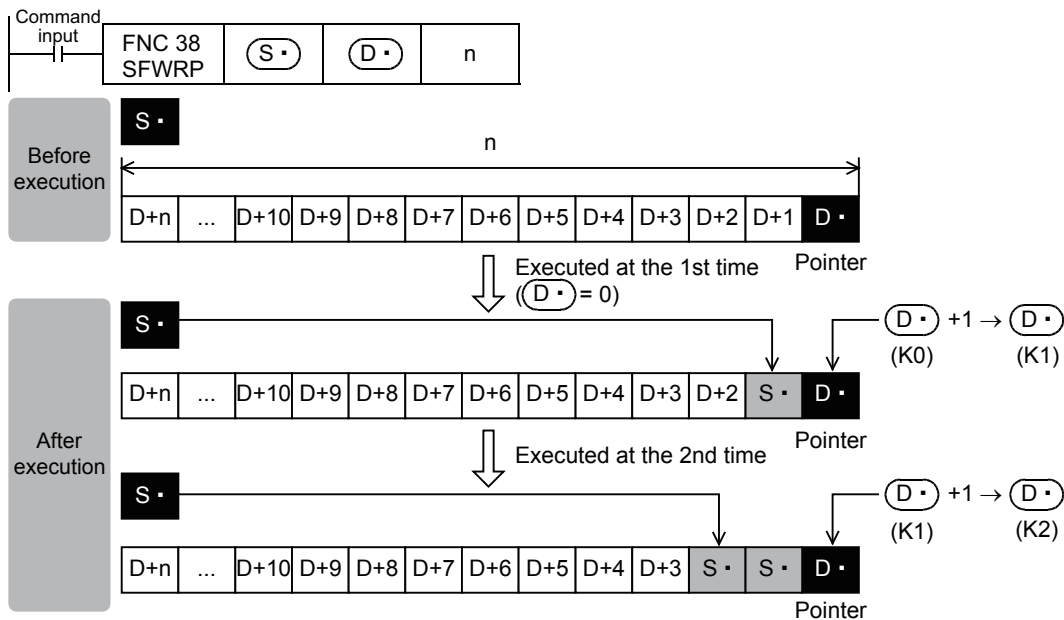 Command
input
FNC 38
SFWRP
S・
D・
n
Before
execution
S・
n
D+n ... D+10 D+9 D+8 D+7 D+6 D+5 D+4 D+3 D+2 D+1 D・
Pointer
Executed at the 1st time
(D・ = 0)
After
execution
S・
D・ +1 → D・
(K0) (K1)
D+n ... D+10 D+9 D+8 D+7 D+6 D+5 D+4 D+3 D+2 S・ D・
Pointer
Executed at the 2nd time
S・
D・ +1 → D・
(K1) (K2)
D+n ... D+10 D+9 D+8 D+7 D+6 D+5 D+4 D+3 S・ S・ D・
Pointer